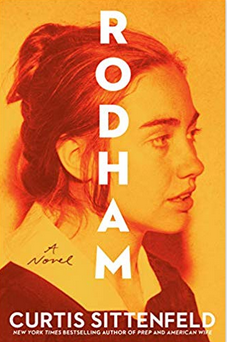 RODHAM
A
Novel
CURTIS SITTENFELD
NEW YORK TIMES BESTSELLING AUTHOR OF PREP AND AMERICAN WIFE